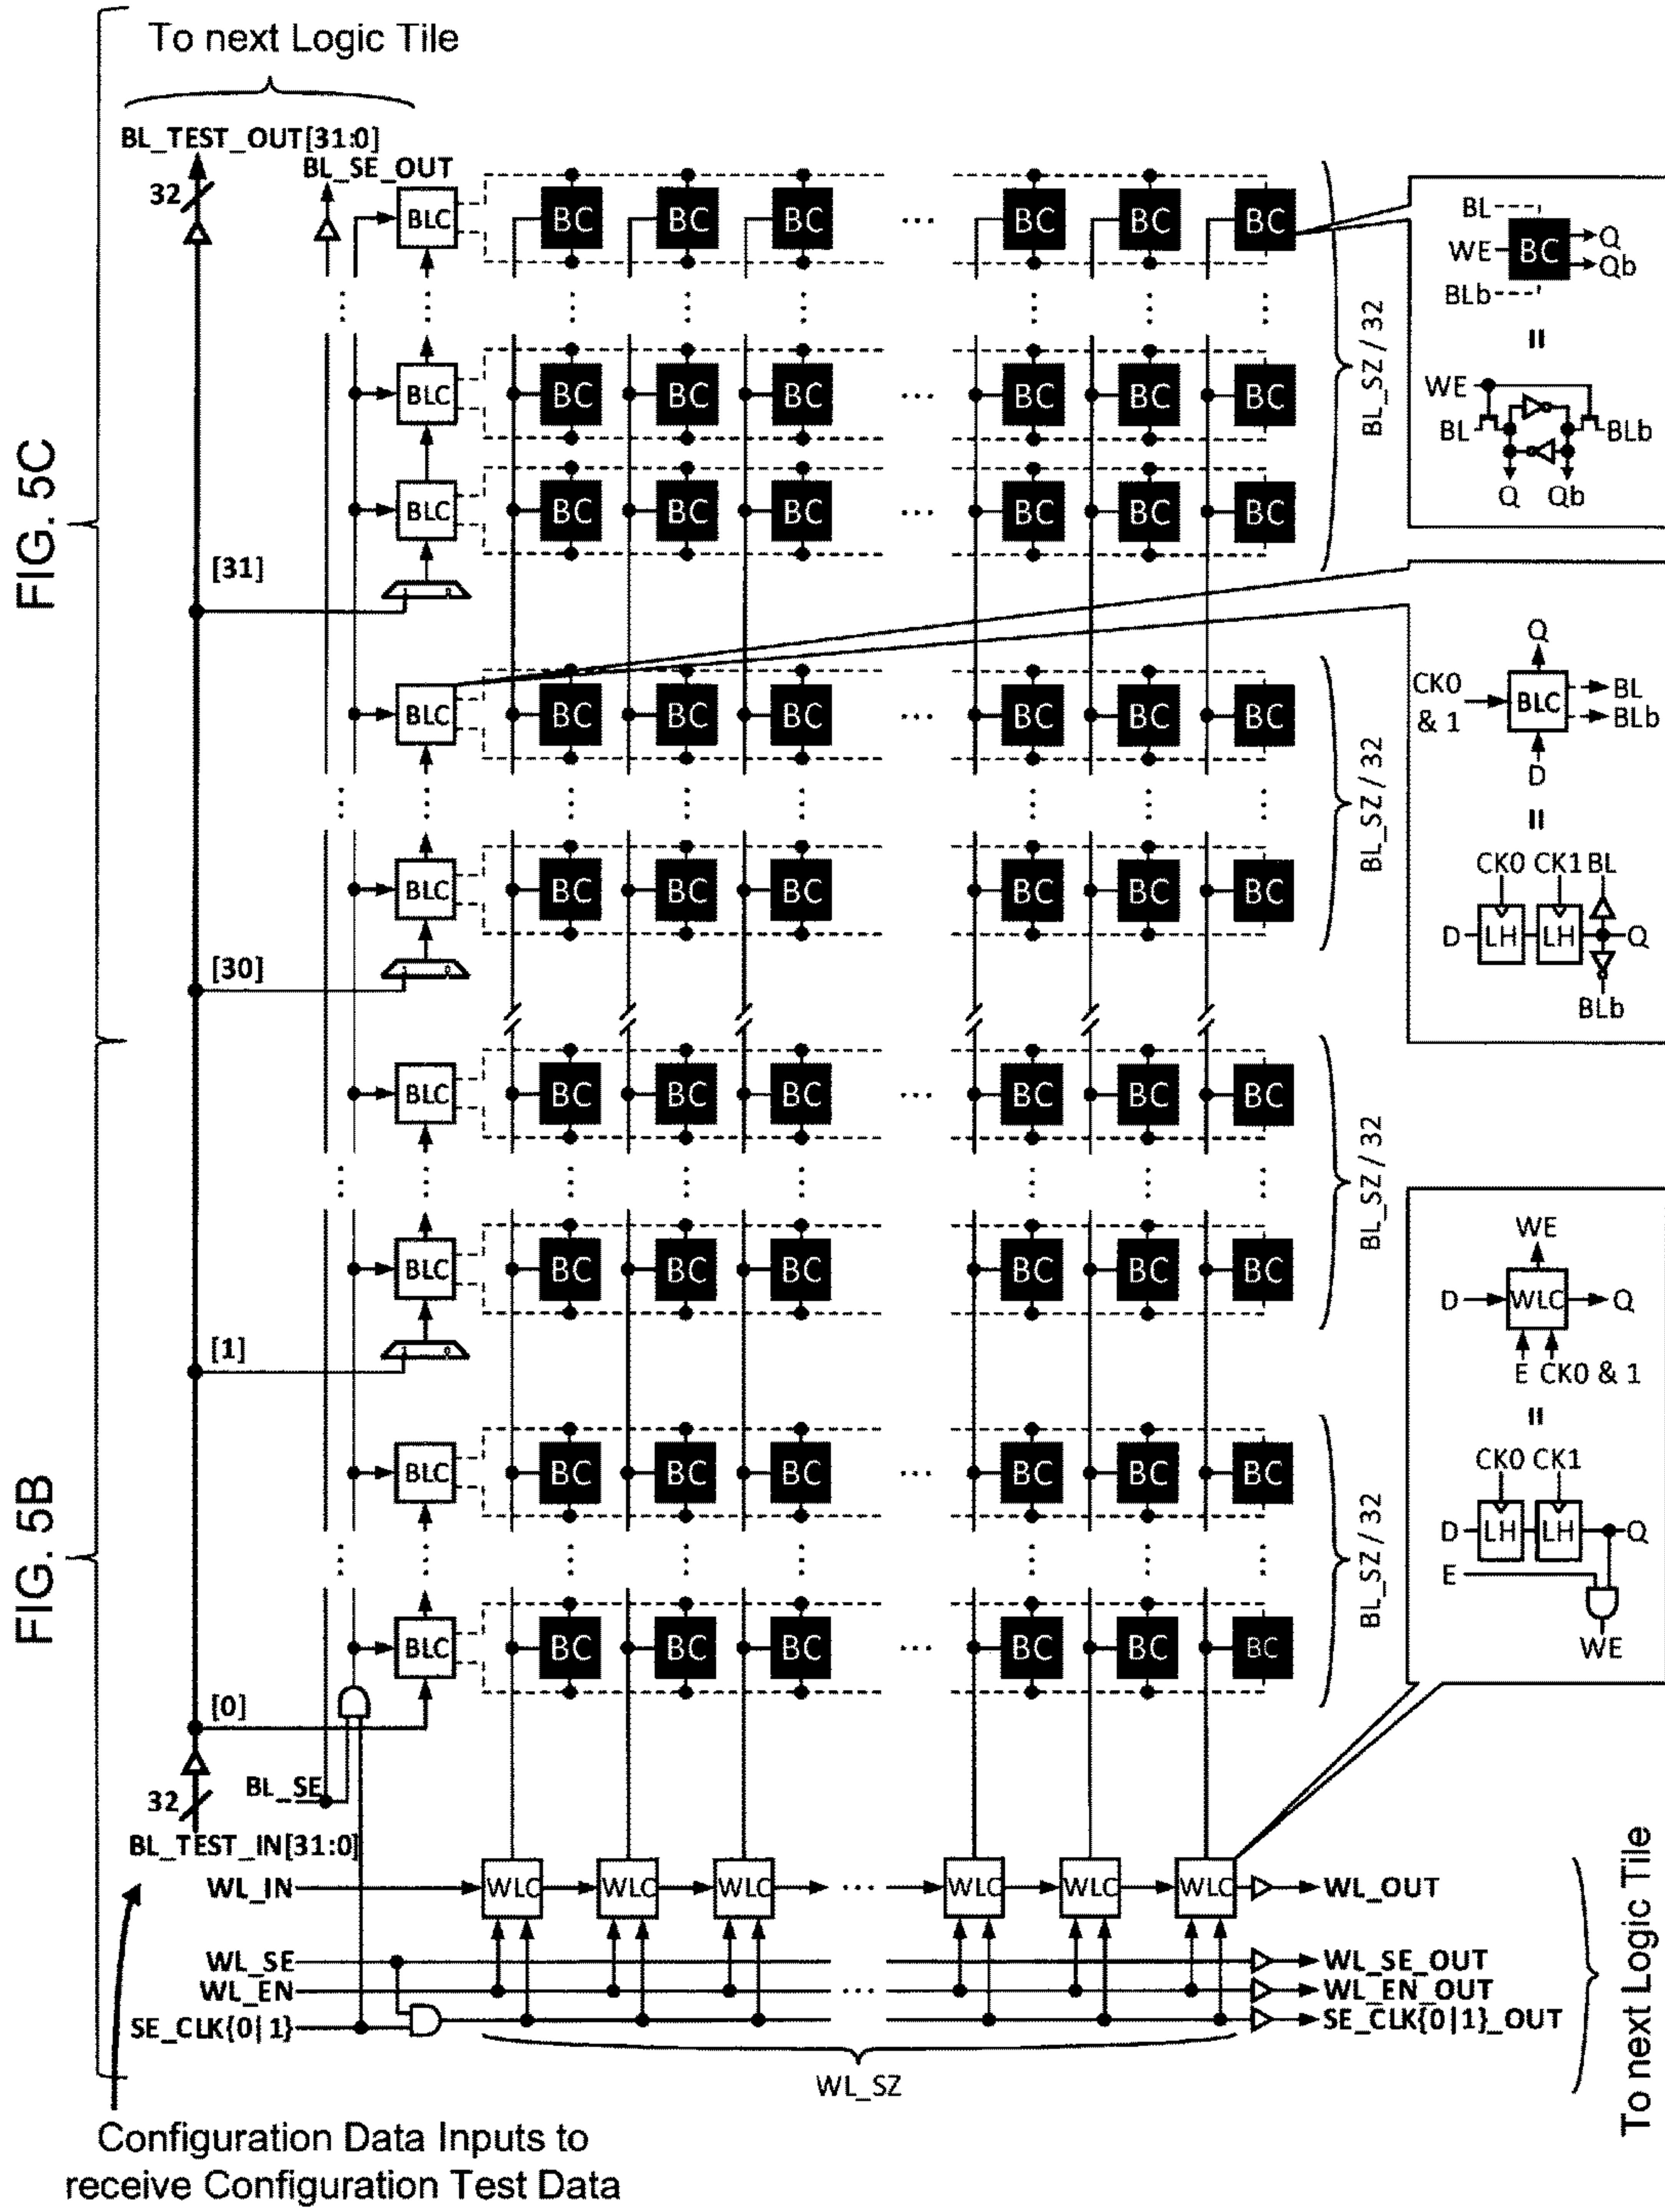 To next Logic Tile
BL_TEST_OUT[31:0]
BL_SE_OUT
32
BLC BC BC BC ... BC BC BC
BLC BC BC BC ... BC BC BC
BLC BC BC BC ... BC BC BC
BL_SZ / 32
[31]
FIG. 5C
BLC BC BC BC ... BC BC BC
BLC BC BC BC ... BC BC BC
BL_SZ / 32
[30]
BLC BC BC BC ... BC BC BC
BLC BC BC BC ... BC BC BC
BL_SZ / 32
[1]
FIG. 5B
BLC BC BC BC ... BC BC BC
BLC BC BC BC ... BC BC BC
BL_SZ / 32
[0]
BL_SE
32
BL_TEST_IN[31:0]
WL_IN WLC WLC WLC ... WLC WLC WLC WL_OUT
WL_SE WL_SE_OUT
WL_EN ... WL_EN_OUT
SE_CLK{0|1} SE_CLK{0|1}_OUT
WL_SZ
To next Logic Tile
Configuration Data Inputs to
receive Configuration Test Data
BL
WE BC Q
Qb
BLb
=
WE
BL BLb
Q Qb
Q
CK0 BL
& 1 BLC BLb
D
=
CK0 CK1 BL
D LH LH Q
BLb
WE
D WLC Q
E CK0 & 1
=
CK0 CK1
D LH LH Q
E
WE